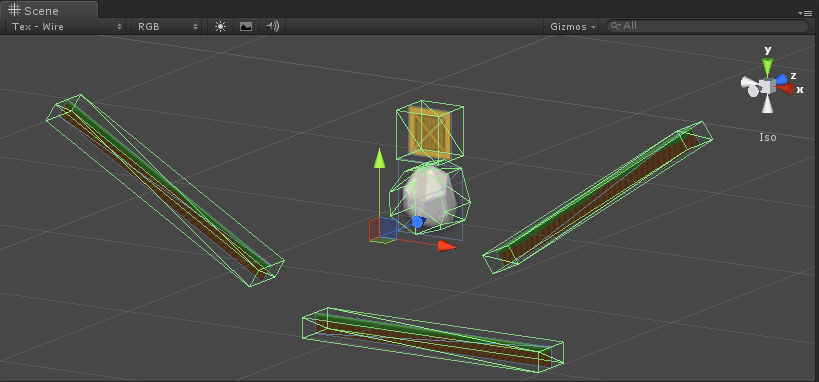 Scene
Tex - Wire
RGB
Gizmos
All
y
z
x
Iso